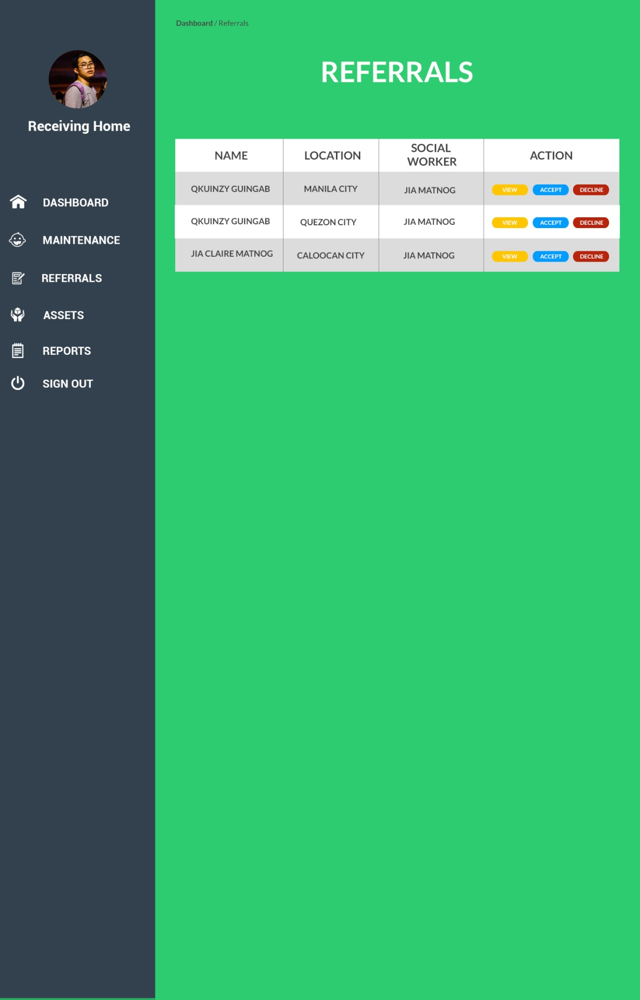 Dashboard / Referrals
REFERRALS
Receiving Home
DASHBOARD
MAINTENANCE
REFERRALS
ASSETS
REPORTS
SIGN OUT
NAME LOCATION SOCIAL WORKER ACTION
QKUINZY GUINGAB MANILA CITY JIA MATNOG VIEW ACCEPT DECLINE
QKUINZY GUINGAB QUEZON CITY JIA MATNOG VIEW ACCEPT DECLINE
JIA CLAIRE MATNOG CALOOCAN CITY JIA MATNOG VIEW ACCEPT DECLINE